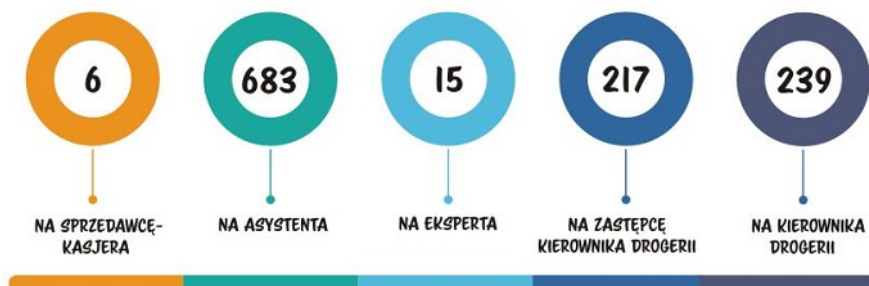 6
683
15
217
239
NA SPRZEDAWCĘ-
KASJERA
NA ASYSTENTA
NA EKSPERTA
NA ZASTĘPCĘ
KIEROWNIKA DROGERII
NA KIEROWNIKA
DROGERII